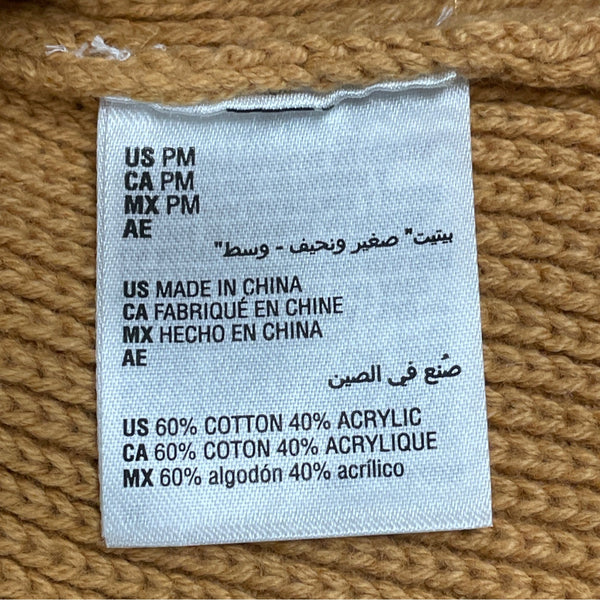 US PM
CA PM
MX PM
AE
بيتيت" صغير ونحيف - وسط"
US MADE IN CHINA
CA FABRIQUÉ EN CHINE
MX HECHO EN CHINA
AE
صُنع في الصين
US 60% COTTON 40% ACRYLIC
CA 60% COTON 40% ACRYLIQUE
MX 60% algodón 40% acrílico